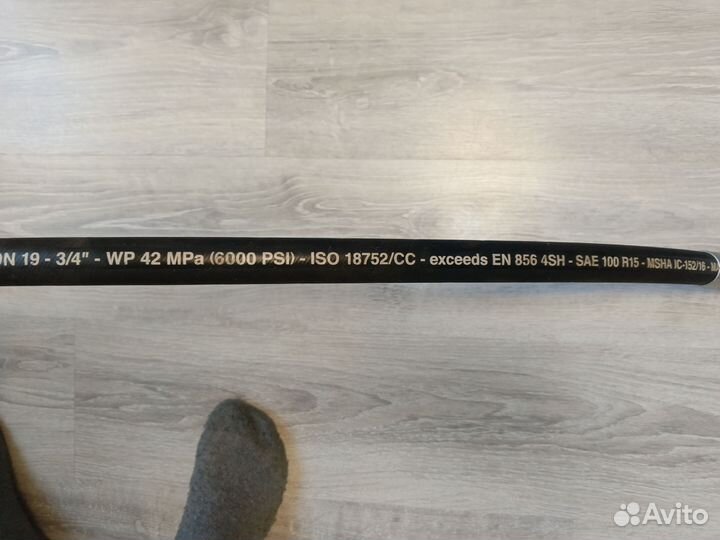 DN 19 - 3/4" - WP 42 MPa (6000 PSI) - ISO 18752/CC - exceeds EN 856 4SH - SAE 100 R15 - MSHA IC-152/16 -
Avito